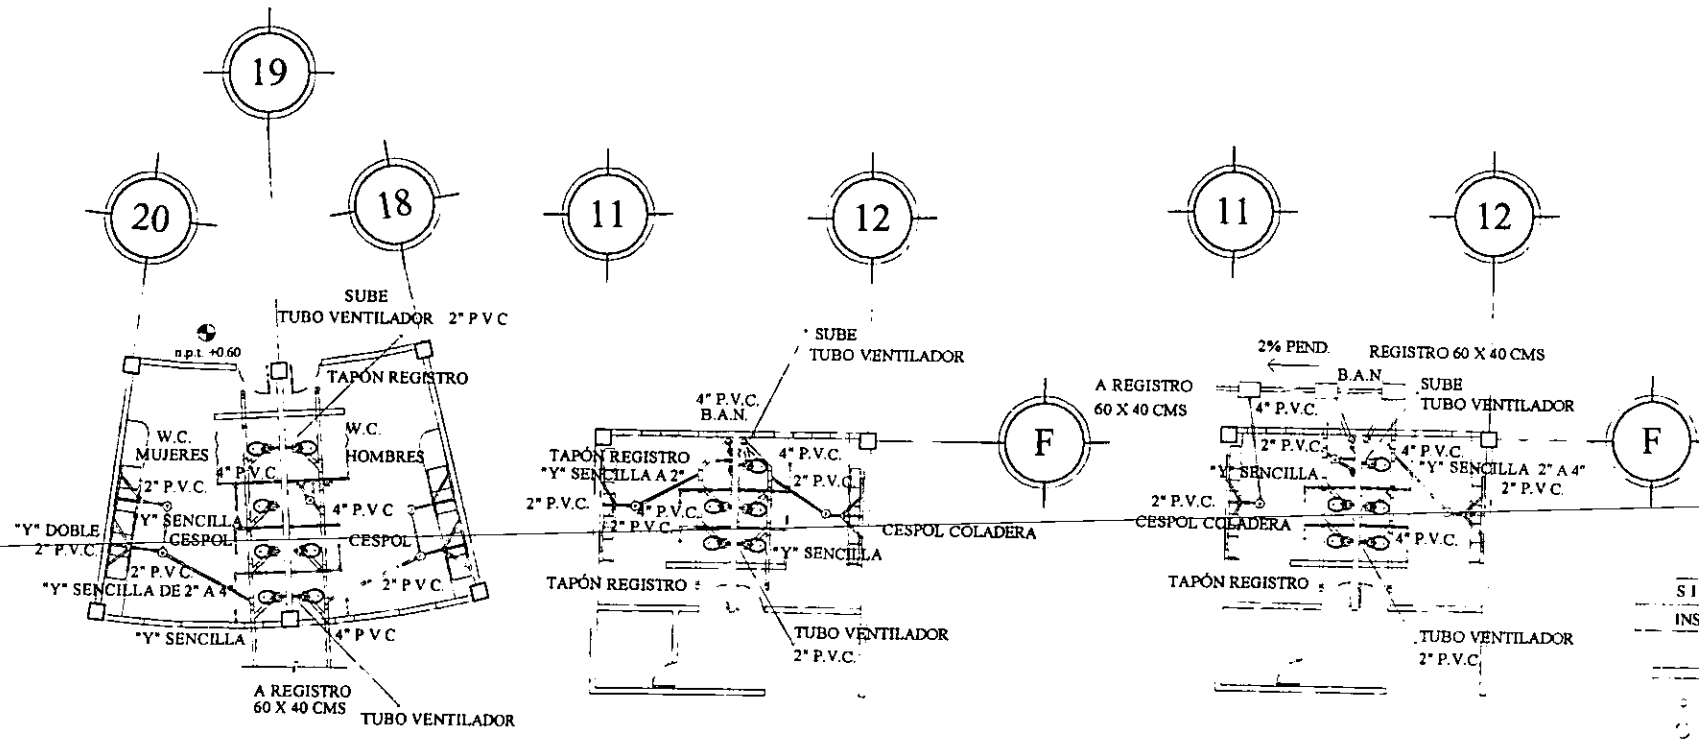 19
20
18
11
12
11
12
SUBE
TUBO VENTILADOR 2" P V C
n.p.t. +0.60
TAPÓN REGISTRO
W.C.
MUJERES
W.C.
HOMBRES
4" P.V.C.
2" P.V.C.
"Y" SENCILLA
CESPOL
4" P V C
CESPOL
"Y" DOBLE
2" P.V.C.
2" P.V.C.
"Y" SENCILLA DE 2" A 4"
2" P V C.
"Y" SENCILLA
4" P V C
A REGISTRO
60 X 40 CMS
TUBO VENTILADOR
SUBE
TUBO VENTILADOR
4" P.V.C.
B.A.N.
F
TAPÓN REGISTRO
"Y" SENCILLA A 2"
4" P.V.C.
2" P.V.C.
2" P.V.C.
4" P.V.C.
2" P.V.C.
CESPOL COLADERA
"Y" SENCILLA
TAPÓN REGISTRO
TUBO VENTILADOR
2" P.V.C.
2% PEND.
REGISTRO 60 X 40 CMS
A REGISTRO
60 X 40 CMS
B.A.N
SUBE
TUBO VENTILADOR
4" P.V.C.
F
2" P.V.C.
4" P.V.C.
"Y" SENCILLA
"Y" SENCILLA 2" A 4"
2" P V C.
2" P.V.C.
CESPOL COLADERA
4" P.V.C.
TAPÓN REGISTRO
TUBO VENTILADOR
2" P.V.C
S I
INS